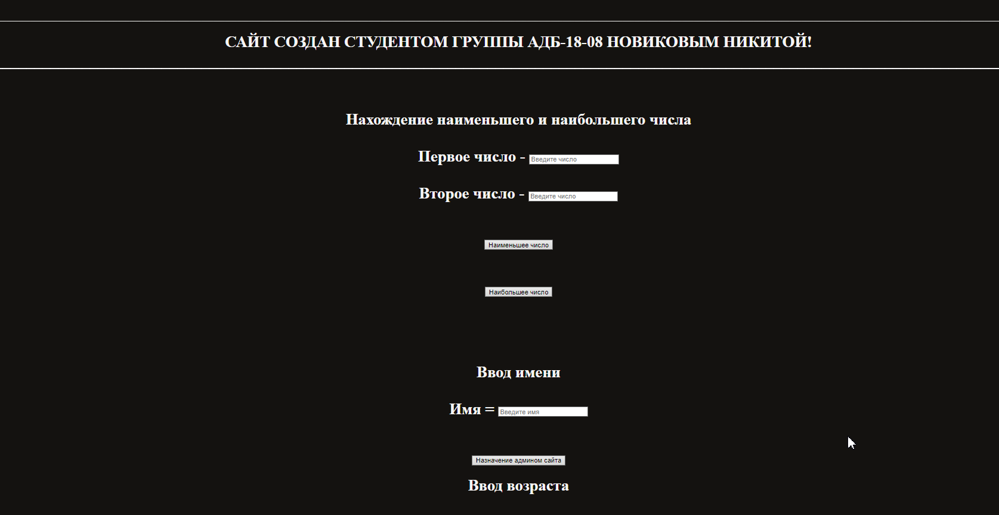 САЙТ СОЗДАН СТУДЕНТОМ ГРУППЫ АДБ-18-08 НОВИКОВЫМ НИКИТОЙ!
Нахождение наименьшего и наибольшего числа
Первое число - Введите число
Второе число - Введите число
Наименьшее число
Наибольшее число
Ввод имени
Имя = Введите имя
Назначение админом сайта
Ввод возраста